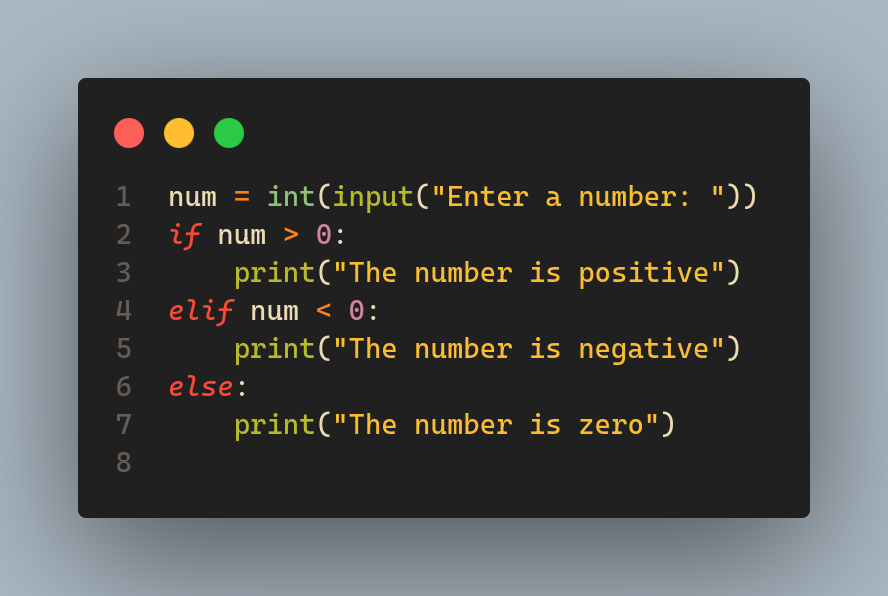 1 num = int(input("Enter a number: "))
2 if num > 0:
3     print("The number is positive")
4 elif num < 0:
5     print("The number is negative")
6 else:
7     print("The number is zero")
8